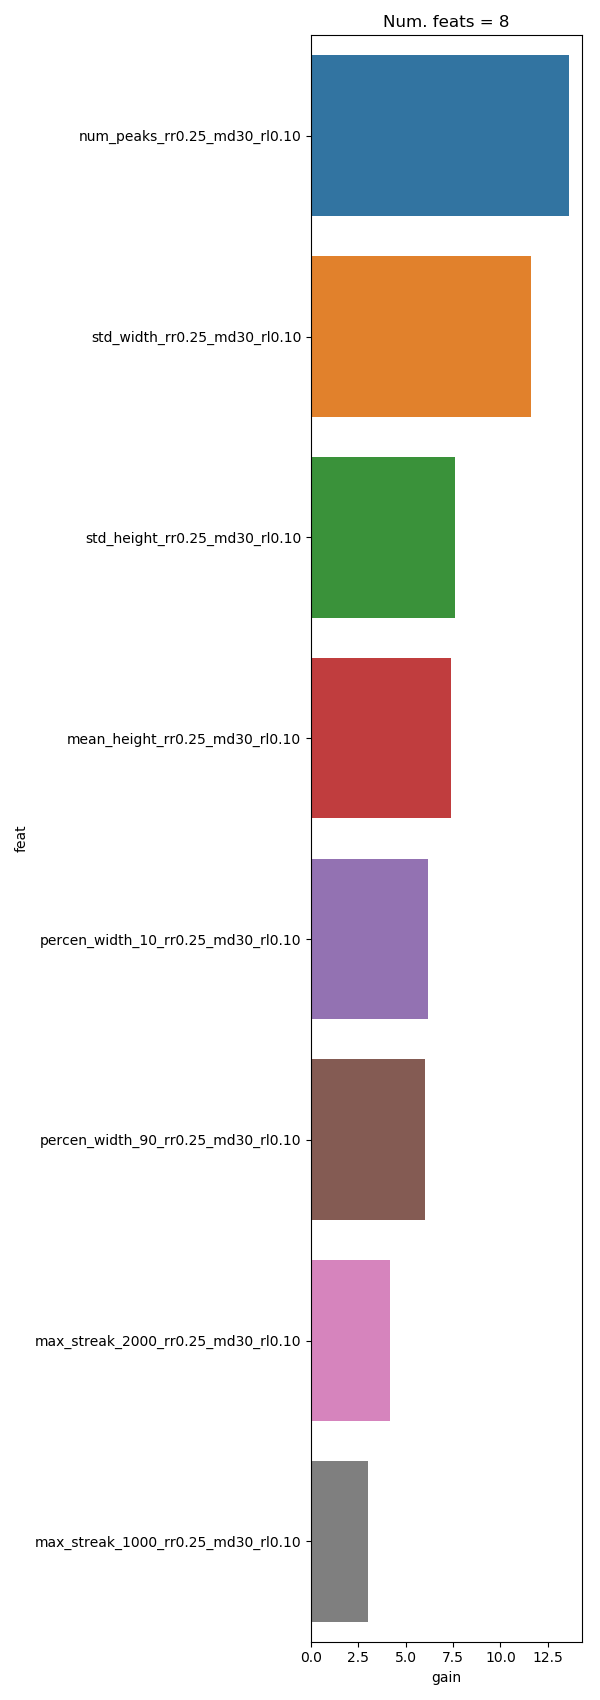 Num. feats = 8
num_peaks_rr0.25_md30_rl0.10
std_width_rr0.25_md30_rl0.10
std_height_rr0.25_md30_rl0.10
mean_height_rr0.25_md30_rl0.10
feat
percen_width_10_rr0.25_md30_rl0.10
percen_width_90_rr0.25_md30_rl0.10
max_streak_2000_rr0.25_md30_rl0.10
max_streak_1000_rr0.25_md30_rl0.10
0.0 2.5 5.0 7.5 10.0 12.5
gain